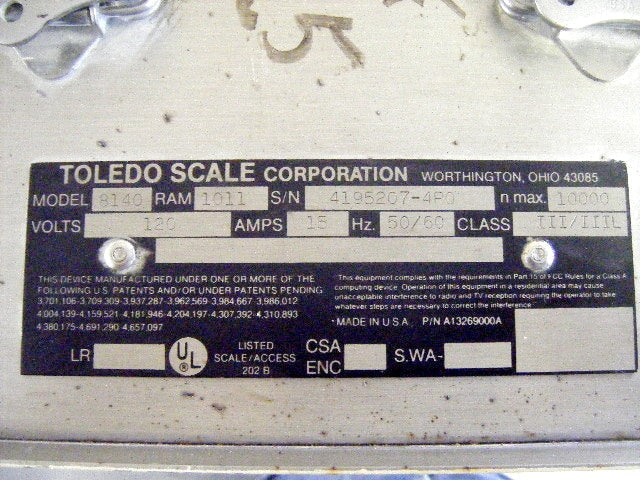 TOLEDO SCALE CORPORATION WORTHINGTON, OHIO 43085
MODEL 8140 RAM 1011 S/N n max. 10000
VOLTS 120 AMPS 15 Hz. 50/60 CLASS III/IIIL
THIS DEVICE MANUFACTURED UNDER ONE OR MORE OF THE
FOLLOWING U.S. PATENTS AND/OR UNDER PATENTS PENDING
3,701,106-3,709,309-3,937,287-3,962,569-3,984,667-3,986,012
4,004,139-4,159,521-4,181,946-4,204,197-4,307,392-4,310,893
4,380,175-4,691,290-4,657,097
This equipment complies with the requirements in Part 15 of FCC Rules for a Class A
computing device. Operation of this equipment in a residential area may cause
unacceptable interference to radio and TV reception requiring the operator to take
whatever steps are necessary to correct the interference.
MADE IN U.S.A. P/N A13269000A
LR UL ® LISTED
SCALE/ACCESS
202 B
CSA
ENC
S.WA-